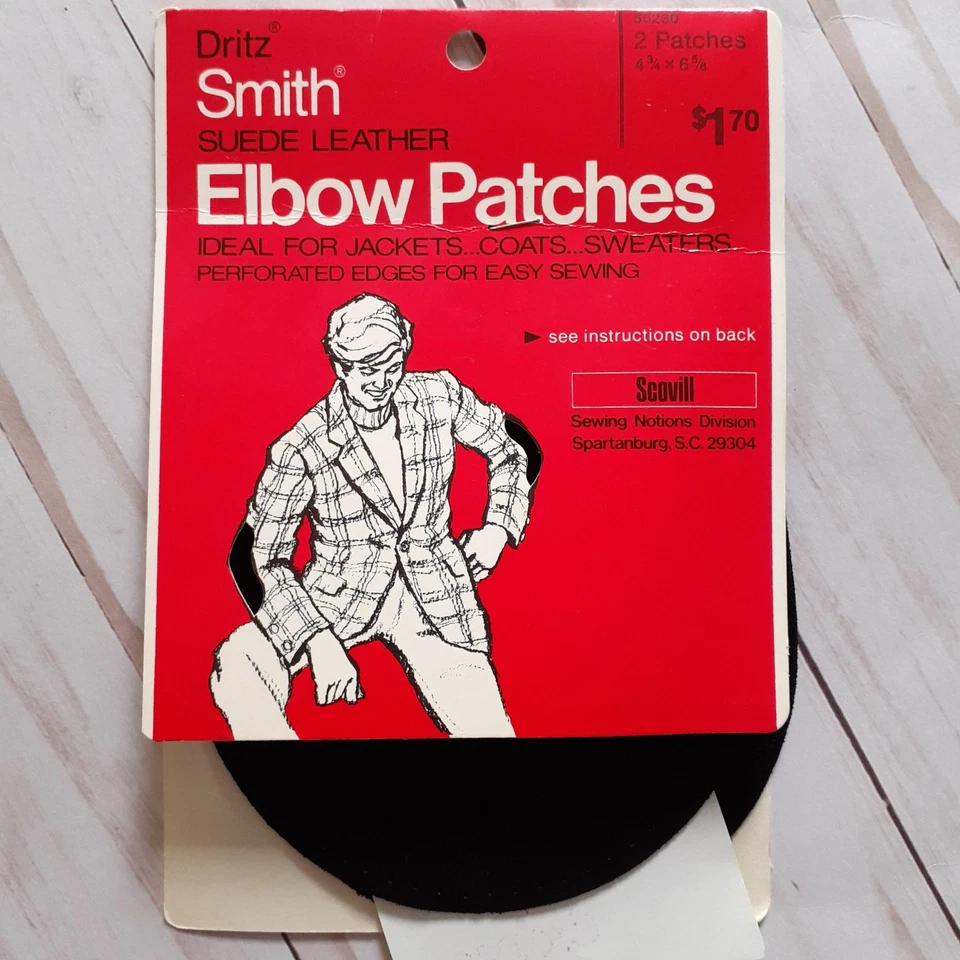 Dritz®
Smith®
SUEDE LEATHER
Elbow Patches
IDEAL FOR JACKETS...COATS...SWEATERS
PERFORATED EDGES FOR EASY SEWING
2 Patches
4¾ × 6⅝
$1 70
see instructions on back
Scovill
Sewing Notions Division
Spartanburg, S.C. 29304